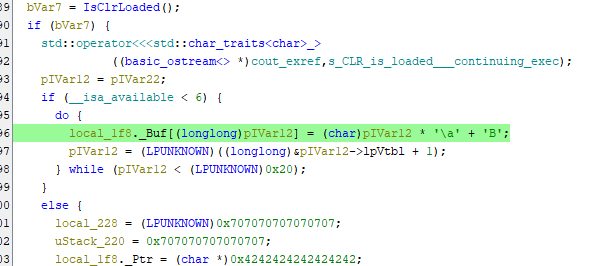 89 bVar7 = IsClrLoaded();
90 if (bVar7) {
91 std::operator<<<std::char_traits<char>_>
92 ((basic_ostream<> *)cout_exref,s_CLR_is_loaded___continuing_exec);
93 pIVar12 = pIVar22;
94 if (__isa_available < 6) {
95 do {
96 local_1f8._Buf[(longlong)pIVar12] = (char)pIVar12 * '\a' + 'B';
97 pIVar12 = (LPUNKNOWN)((longlong)&pIVar12->lpVtbl + 1);
98 } while (pIVar12 < (LPUNKNOWN)0x20);
99 }
00 else {
01 local_228 = (LPUNKNOWN)0x707070707070707;
02 uStack_220 = 0x707070707070707;
03 local_1f8._Ptr = (char *)0x4242424242424242;